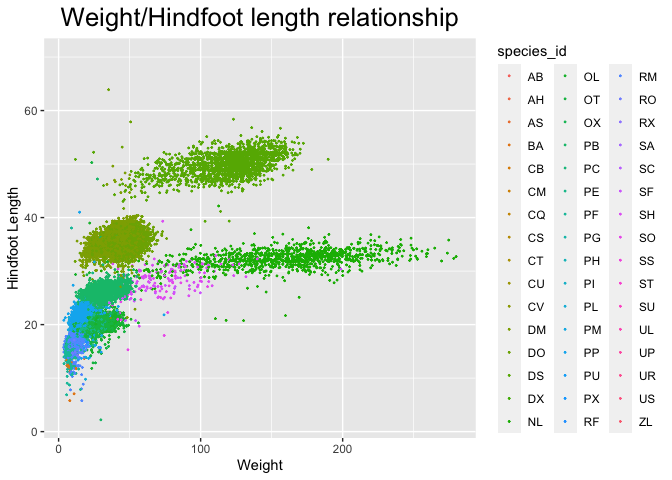 Weight/Hindfoot length relationship
species_id
AB OL RM
AH OT RO
AS OX RX
BA PB SA
CB PC SC
CM PE SF
CQ PF SH
CS PG SO
CT PH SS
CU PI ST
CV PL SU
DM PM UL
DO PP UP
DS PU UR
DX PX US
NL RF ZL
60
40
20
0
Hindfoot Length
0 100 200
Weight